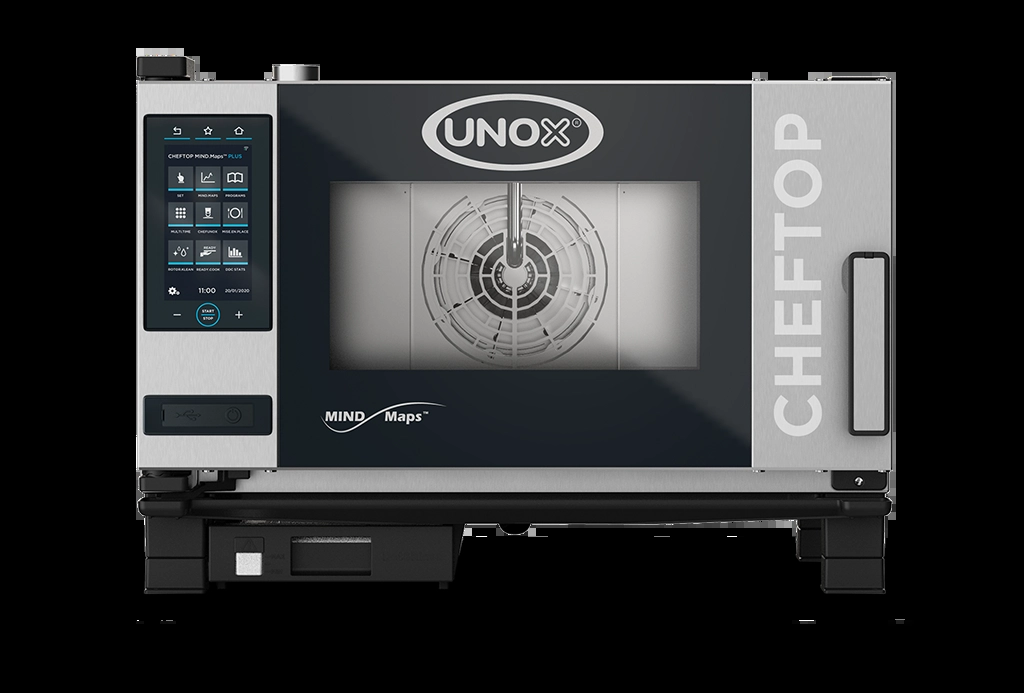 UNOX®
CHEFTOP MIND.Maps™ PLUS
SET MIND.MAPS PROGRAMS
MULTI.TIME CHEFUNOX MISE.EN.PLACE
READY
ROTOR.KLEAN READY.COOK DDC.STATS
11:00 20/01/2020
START
STOP
MIND Maps™
CHEFTOP